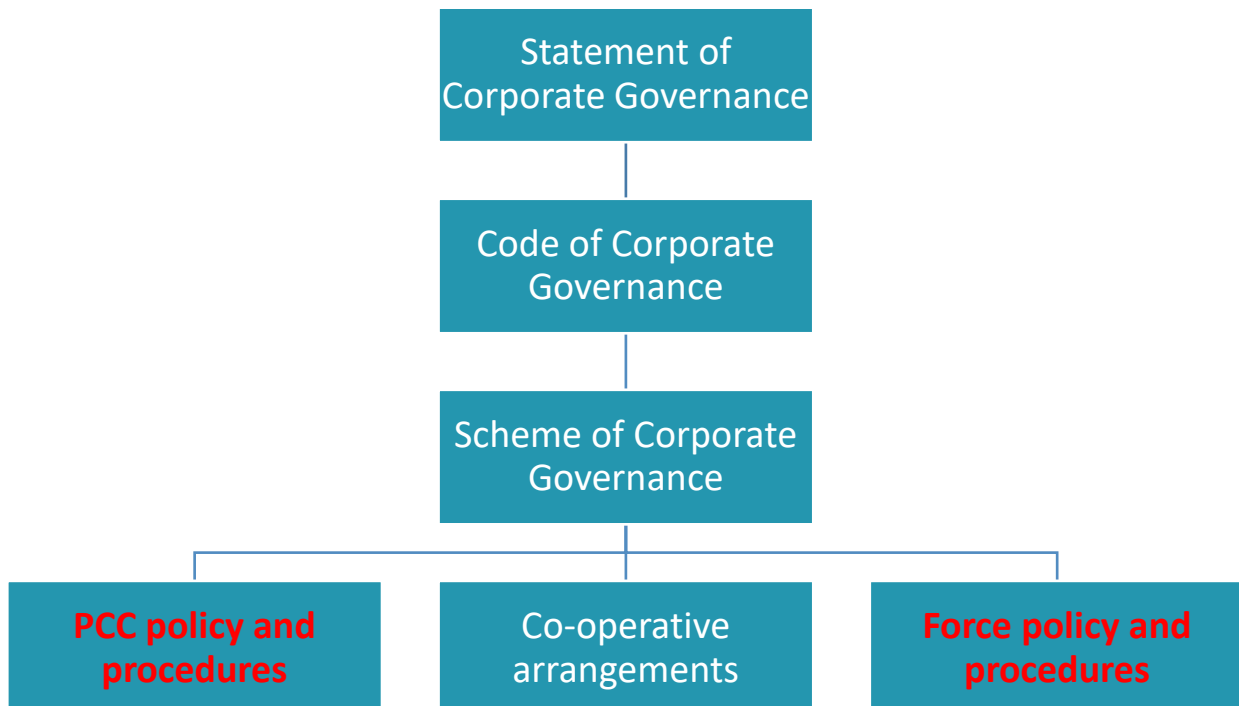 Statement of
Corporate Governance
Code of Corporate
Governance
Scheme of Corporate
Governance
PCC policy and
procedures
Co-operative
arrangements
Force policy and
procedures